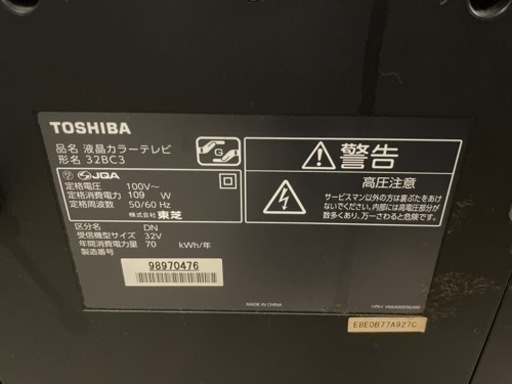 TOSHIBA
品名 液晶カラーテレビ
形名 32BC3
G
JQA
定格電圧 100V～
定格消費電力 109 W
定格周波数 50/60 Hz
株式会社 東芝
区分名 DN
受信機型サイズ 32V
年間消費電力量 70 kWh/年
製造番号
98970476
警告
高圧注意
サービスマン以外の方は裏ぶたをあけ
ないでください。内部には高電圧部分が
数多くあり、万一さわると危険です。
MADE IN CHINA
E8E0B77A927C